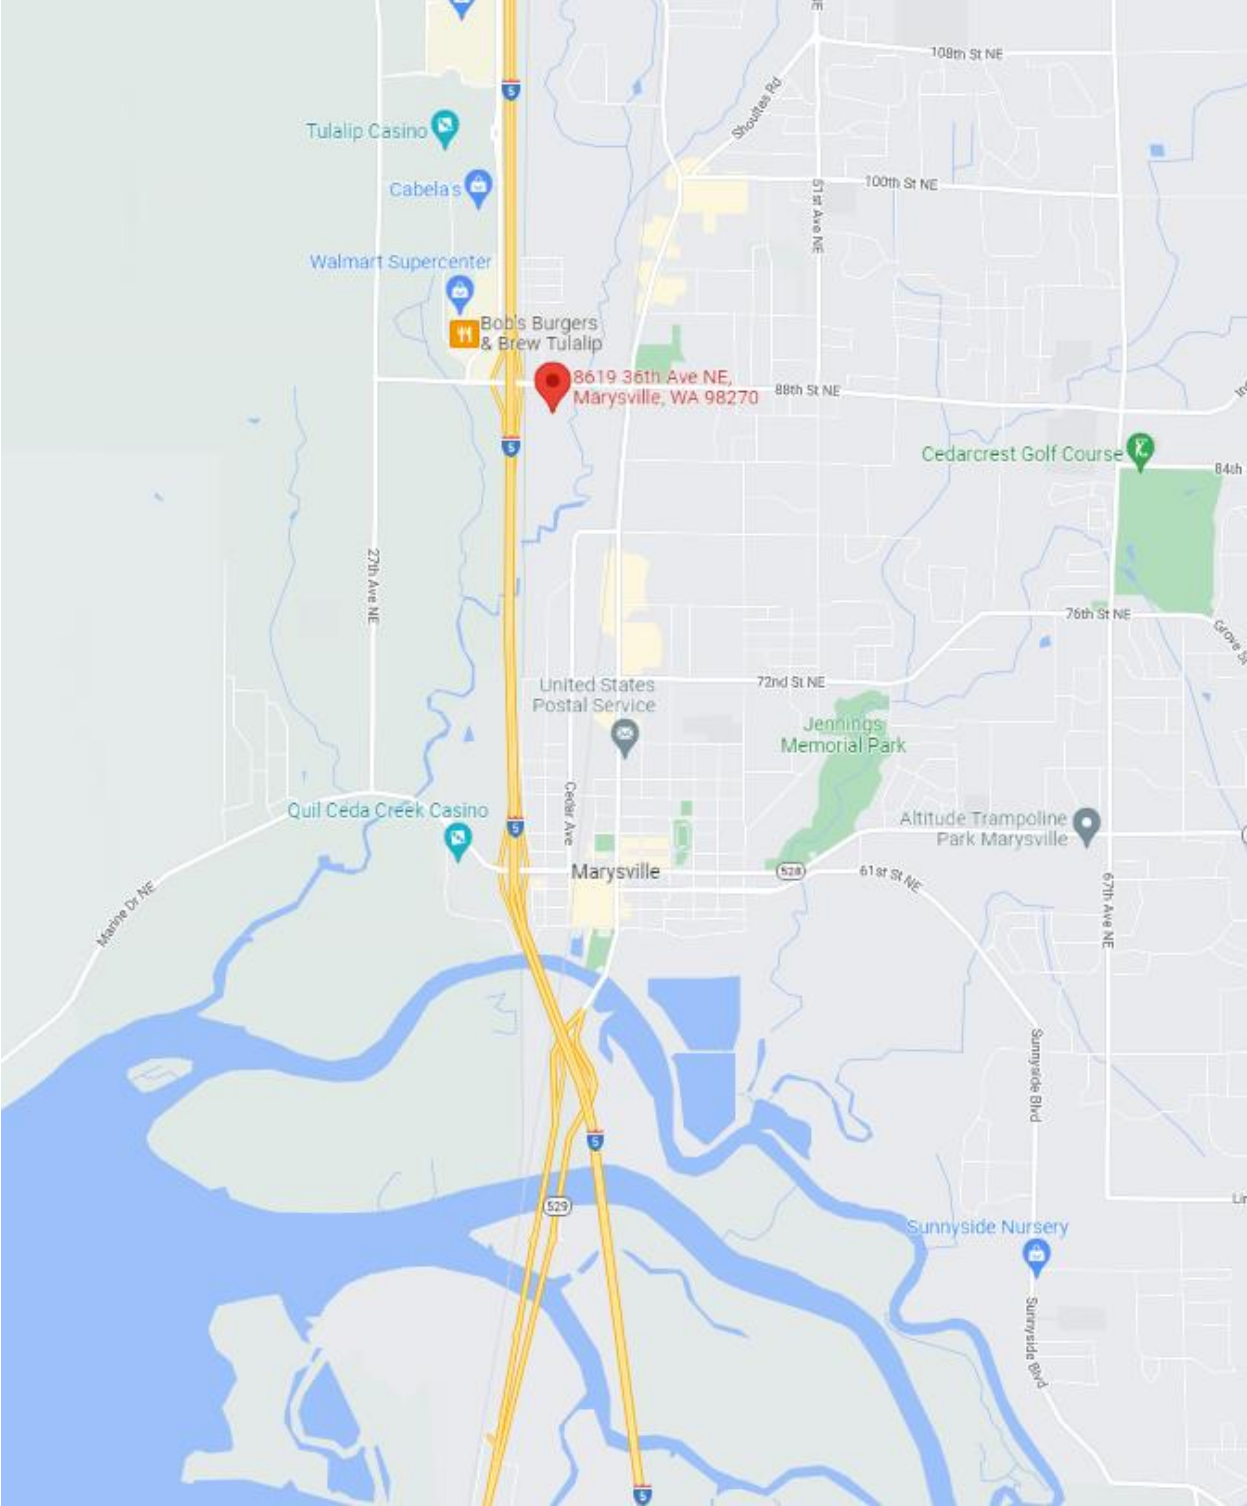 108th St NE
5
Shoultes Rd
Tulalip Casino
Cabela's
100th St NE
51st Ave NE
Walmart Supercenter
Bob's Burgers
& Brew Tulalip
8619 36th Ave NE,
Marysville, WA 98270
88th St NE
5
Cedarcrest Golf Course
84th
27th Ave NE
76th St NE
Grove St
72nd St NE
United States
Postal Service
Jennings
Memorial Park
Cedar Ave
Quil Ceda Creek Casino
5
Altitude Trampoline
Park Marysville
Marysville
528
61st St NE
Marine Dr NE
67th Ave NE
Sunnyside Blvd
5
529
Sunnyside Nursery
Sunnyside Blvd
5